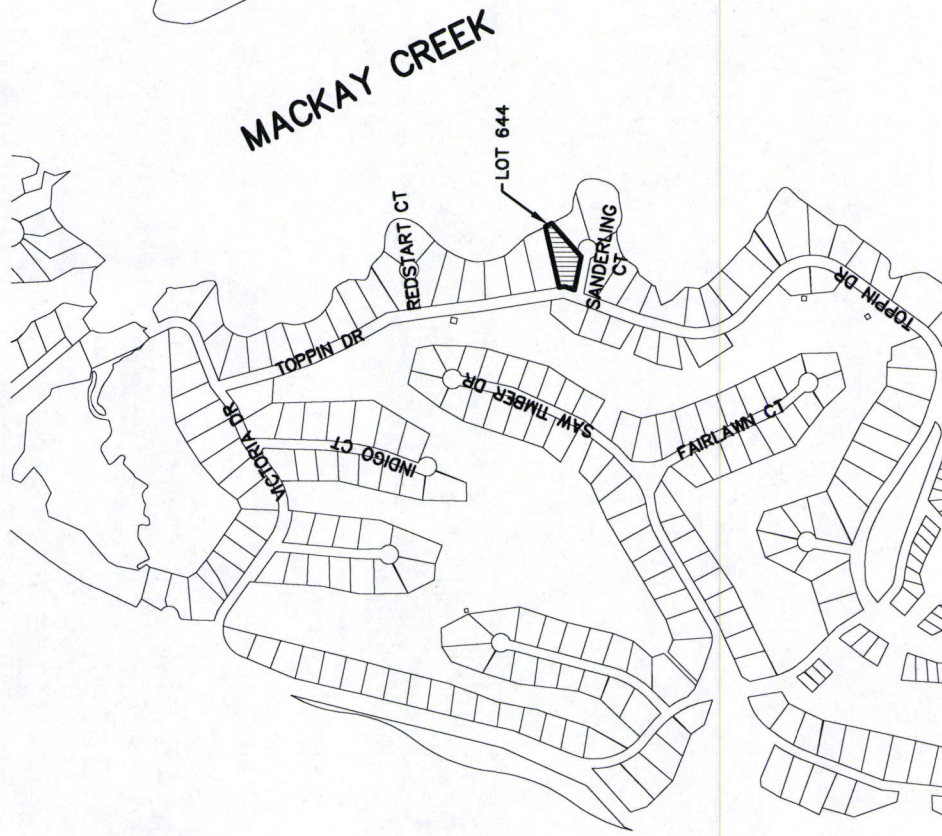 MACKAY CREEK
LOT 644
REDSTART CT
SANDERLING
CT
TOPPIN DR
TOPPIN DR
SAW TIMBER DR
VICTORIA DR
INDIGO CT
FAIRLAWN CT